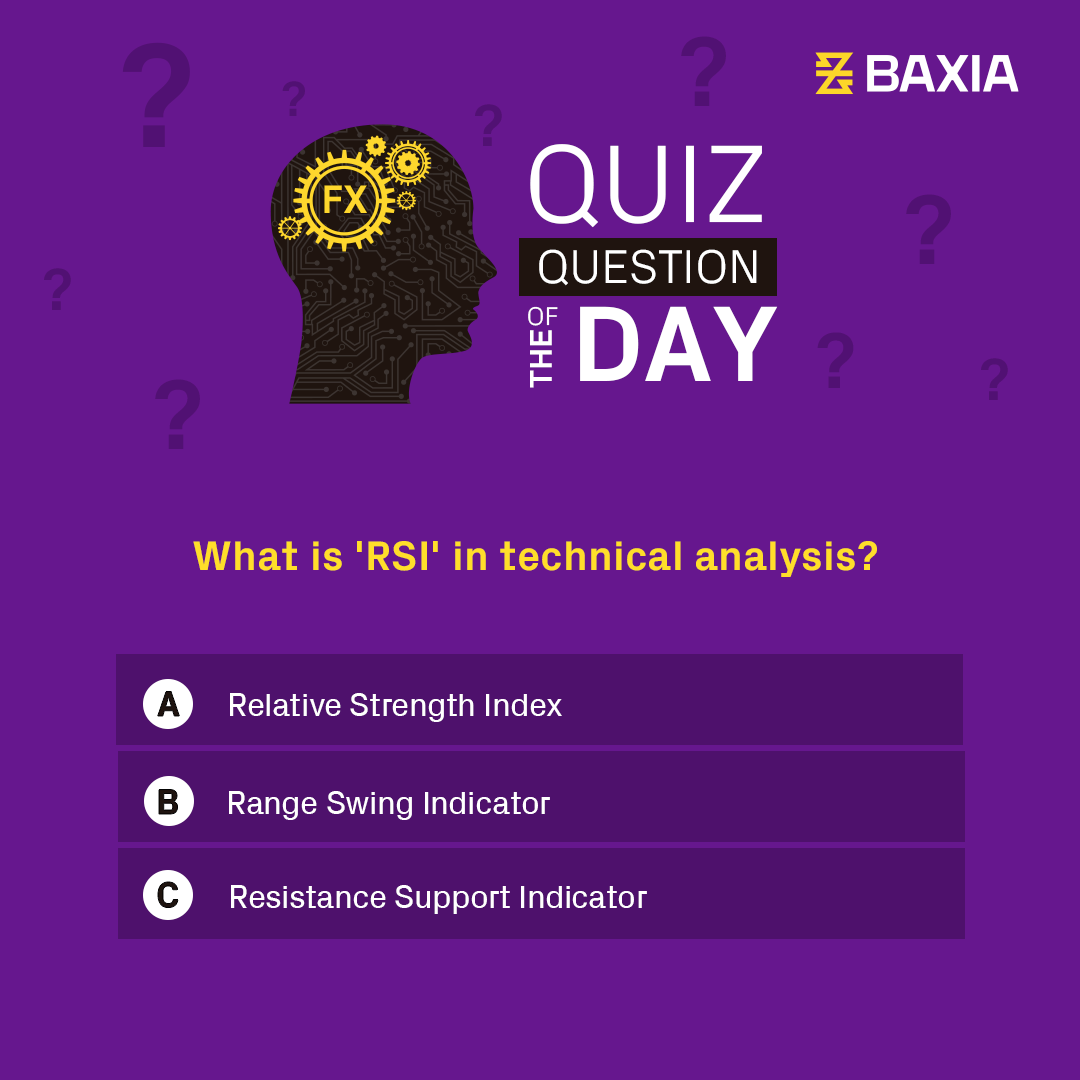 BAXIA
FX
QUIZ
QUESTION
OF THE DAY
What is 'RSI' in technical analysis?
A Relative Strength Index
B Range Swing Indicator
C Resistance Support Indicator